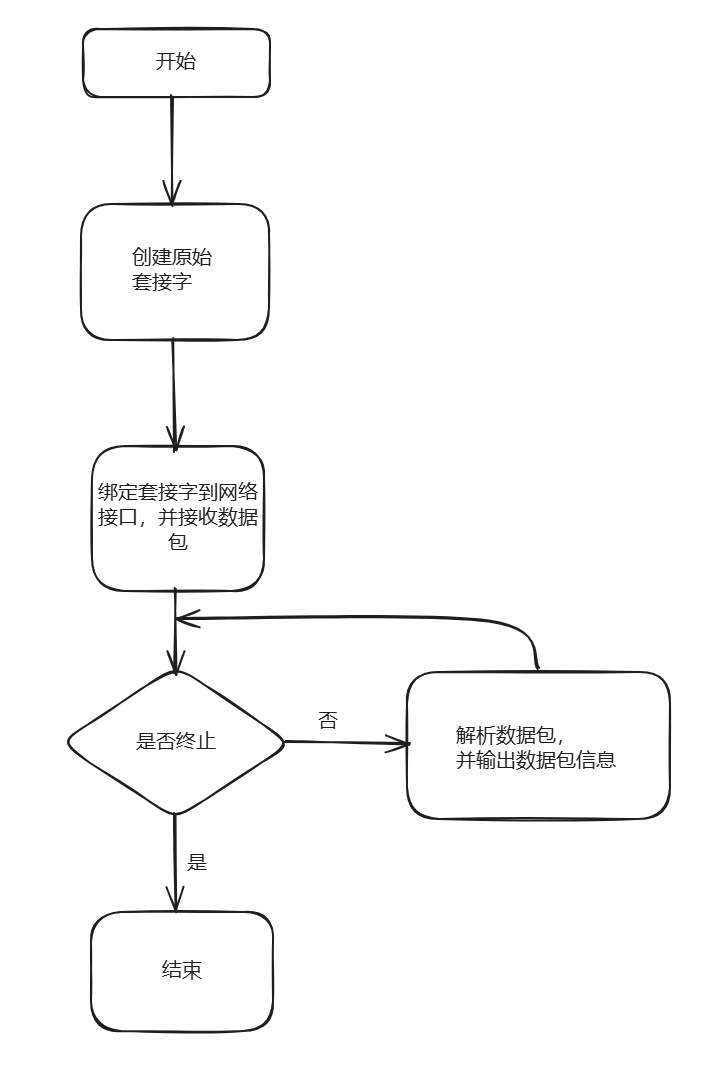 开始
创建原始
套接字
绑定套接字到网络
接口，并接收数据
包
是否终止
否
解析数据包，
并输出数据包信息
是
结束